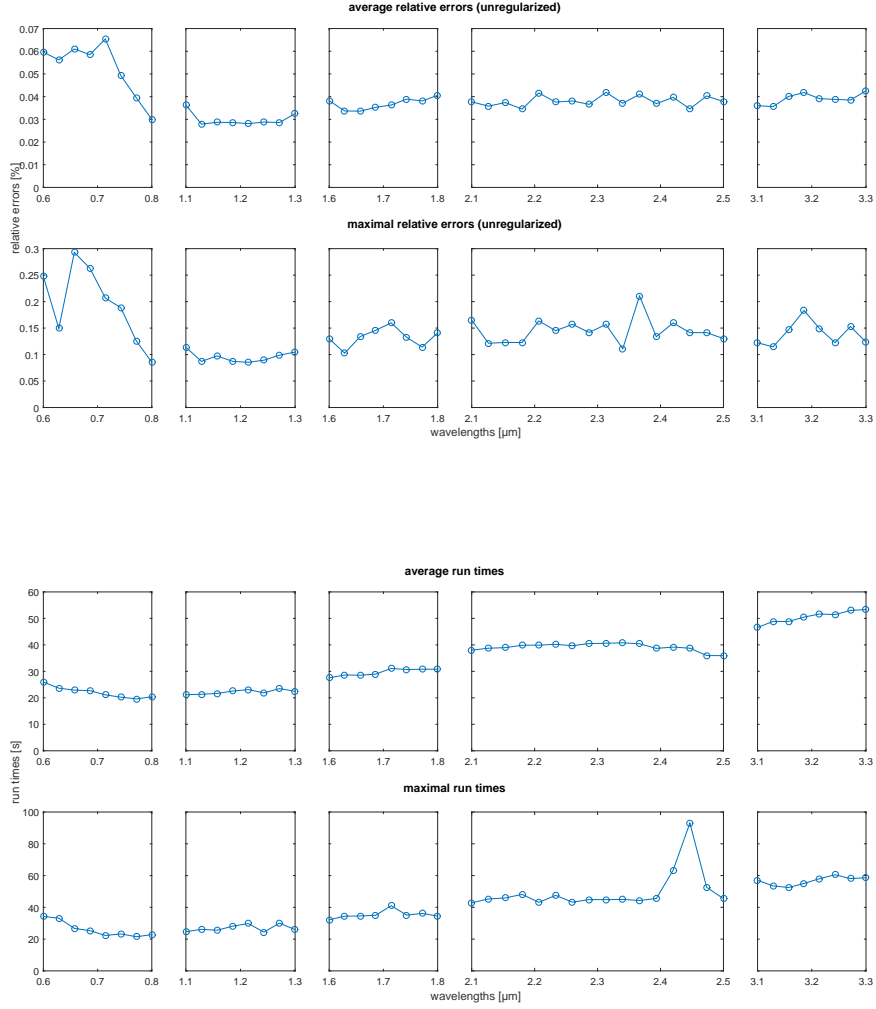 average relative errors (unregularized)
0.07
0.06
0.05
0.04
0.03
0.02
0.01
0
0.6 0.7 0.8 1.1 1.2 1.3 1.6 1.7 1.8 2.1 2.2 2.3 2.4 2.5 3.1 3.2 3.3
relative errors [%]
maximal relative errors (unregularized)
0.3
0.25
0.2
0.15
0.1
0.05
0
0.6 0.7 0.8 1.1 1.2 1.3 1.6 1.7 1.8 2.1 2.2 2.3 2.4 2.5 3.1 3.2 3.3
wavelengths [μm]
average run times
60
50
40
30
20
10
0
0.6 0.7 0.8 1.1 1.2 1.3 1.6 1.7 1.8 2.1 2.2 2.3 2.4 2.5 3.1 3.2 3.3
run times [s]
maximal run times
100
80
60
40
20
0
0.6 0.7 0.8 1.1 1.2 1.3 1.6 1.7 1.8 2.1 2.2 2.3 2.4 2.5 3.1 3.2 3.3
wavelengths [μm]